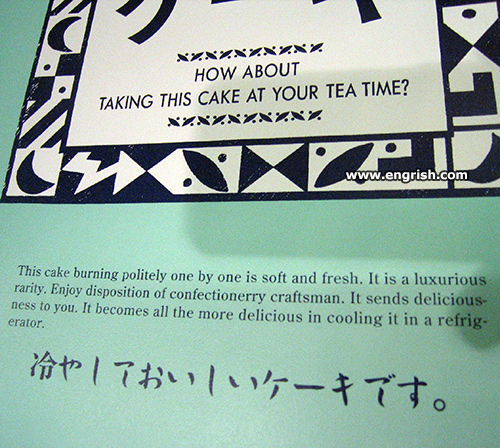 ケーキ
HOW ABOUT
TAKING THIS CAKE AT YOUR TEA TIME?
www.engrish.com
This cake burning politely one by one is soft and fresh. It is a luxurious
rarity. Enjoy disposition of confectionerry craftsman. It sends delicious-
ness to you. It becomes all the more delicious in cooling it in a refrig-
erator.
冷やしておいしいケーキです。